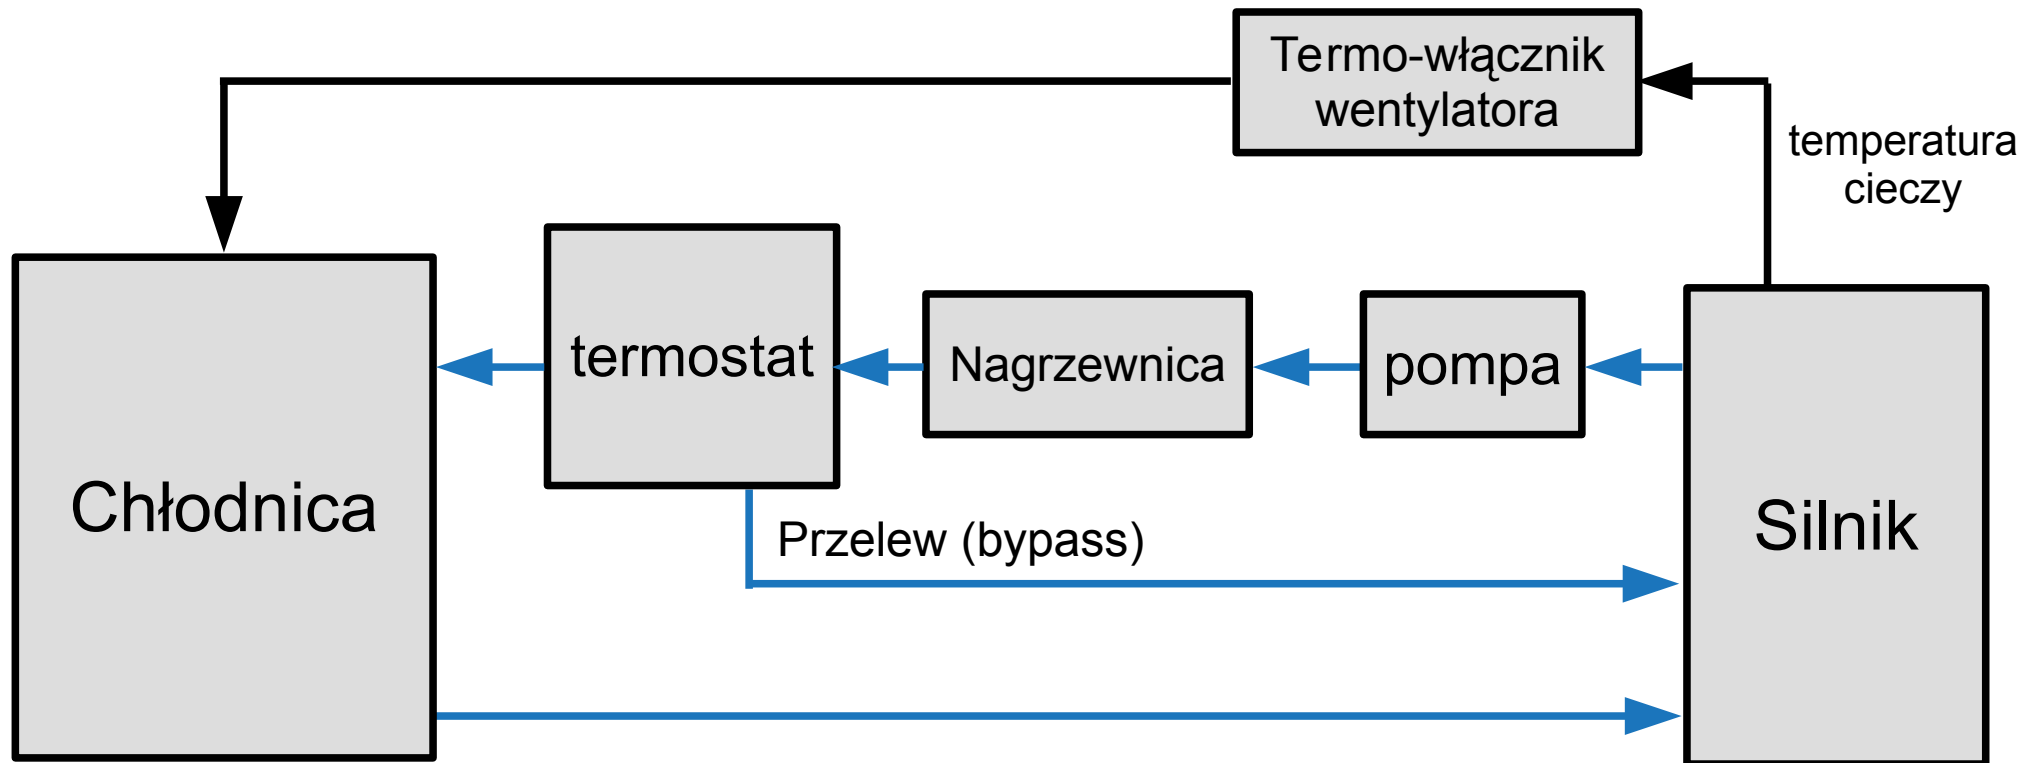 Termo-włącznik
wentylatora
temperatura
cieczy
termostat
Nagrzewnica
pompa
Chłodnica
Przelew (bypass)
Silnik